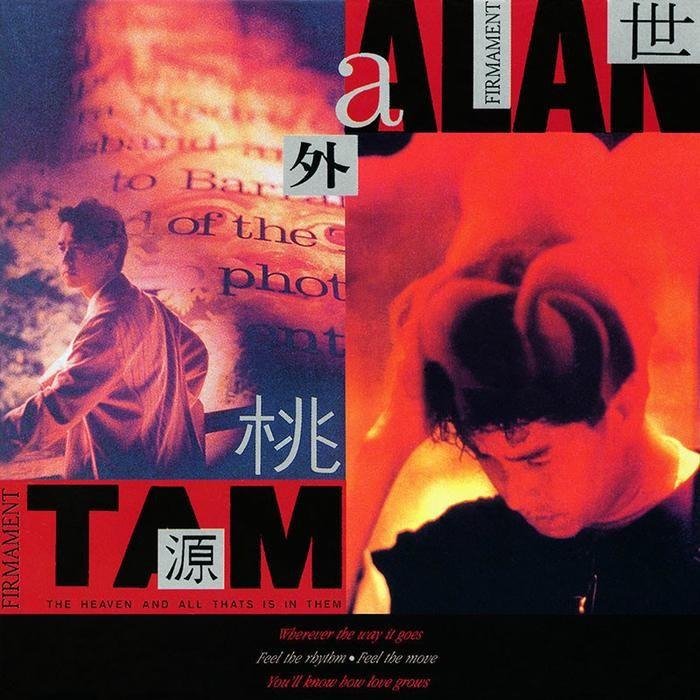 a
ALAN
FIRMAMENT
世
外
to
of the
phot
ent
桃
FIRMAMENT
TAM
源
THE HEAVEN AND ALL THATS IS IN THEM
Wherever the way it goes
Feel the rhythm • Feel the move
You'll know how love grows